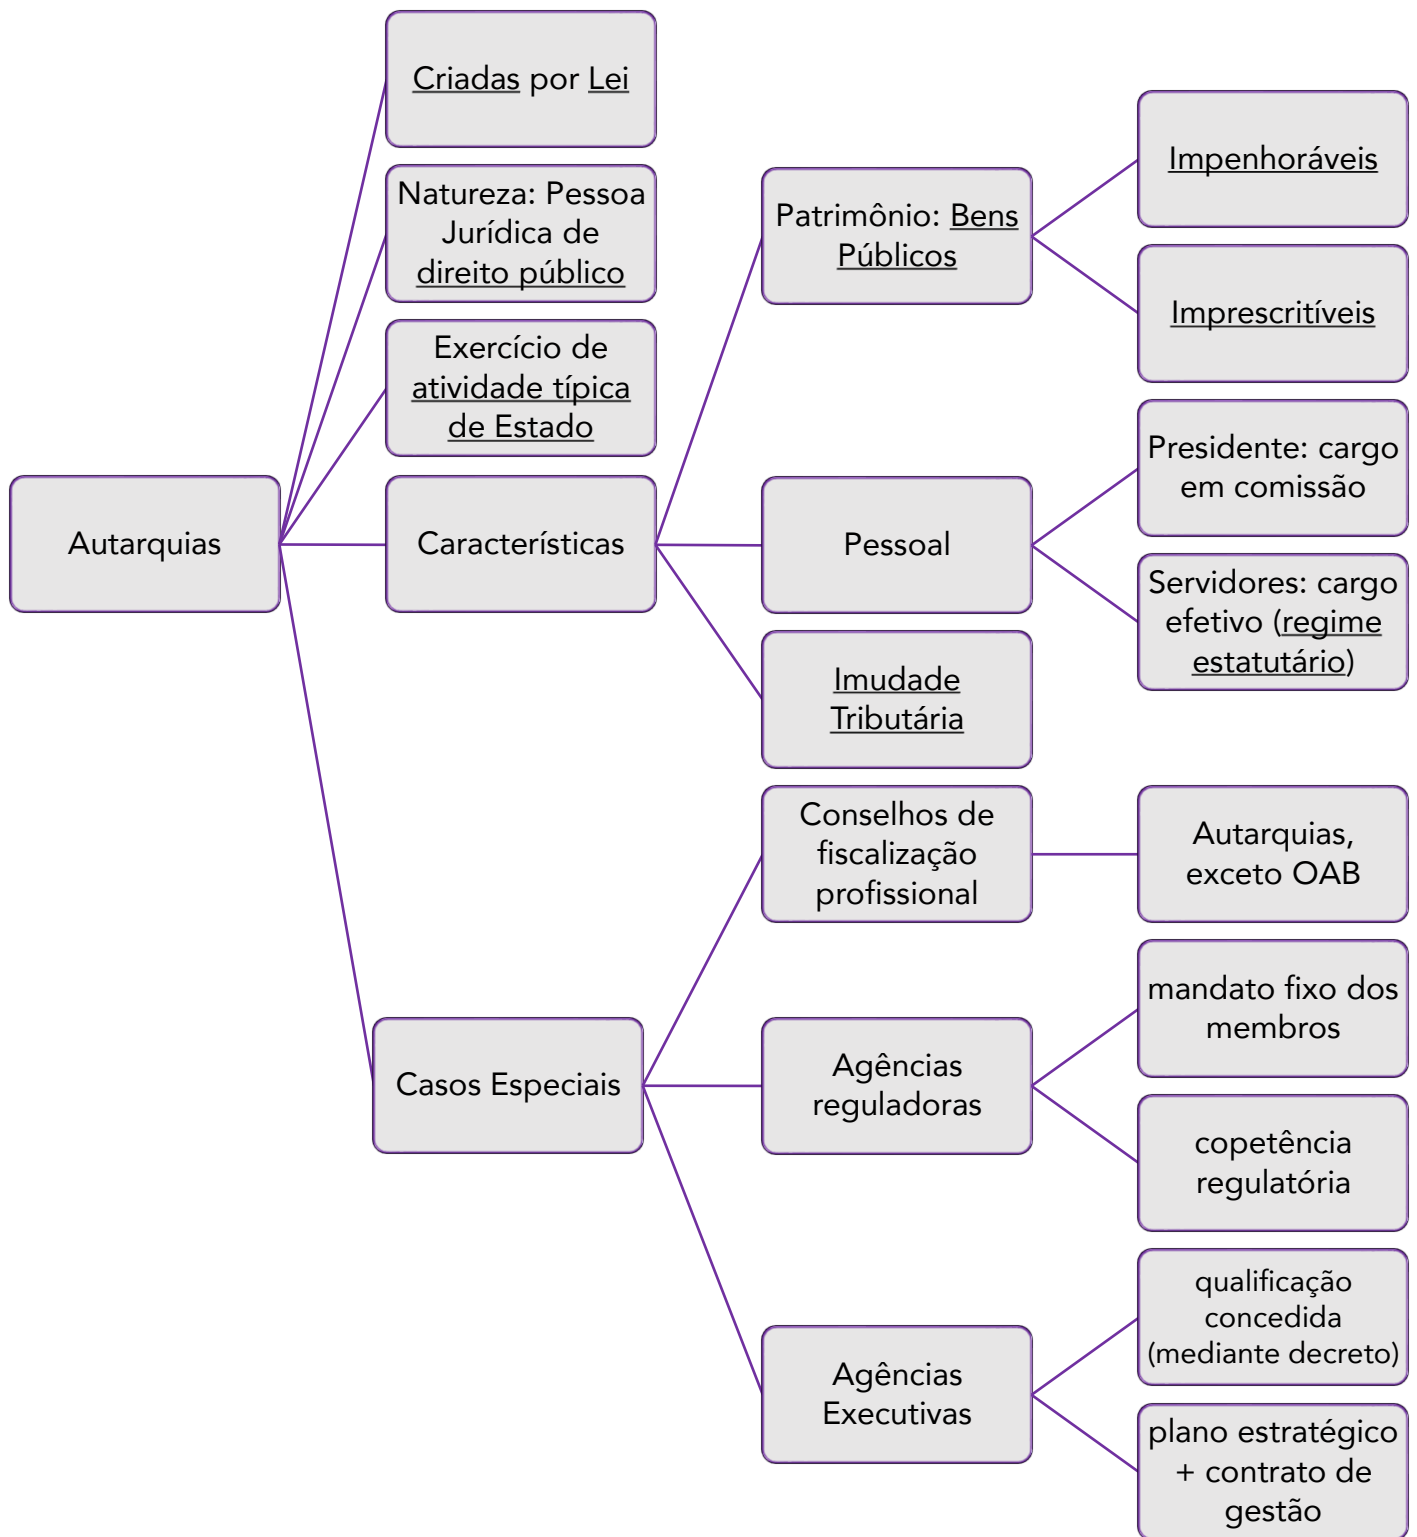 Autarquias
Criadas por Lei
Natureza: Pessoa
Jurídica de
direito público
Exercício de
atividade típica
de Estado
Características
Patrimônio: Bens
Públicos
Impenhoráveis
Imprescritíveis
Pessoal
Presidente: cargo
em comissão
Servidores: cargo
efetivo (regime
estatutário)
Imudade
Tributária
Casos Especiais
Conselhos de
fiscalização
profissional
Autarquias,
exceto OAB
Agências
reguladoras
mandato fixo dos
membros
copetência
regulatória
Agências
Executivas
qualificação
concedida
(mediante decreto)
plano estratégico
+ contrato de
gestão